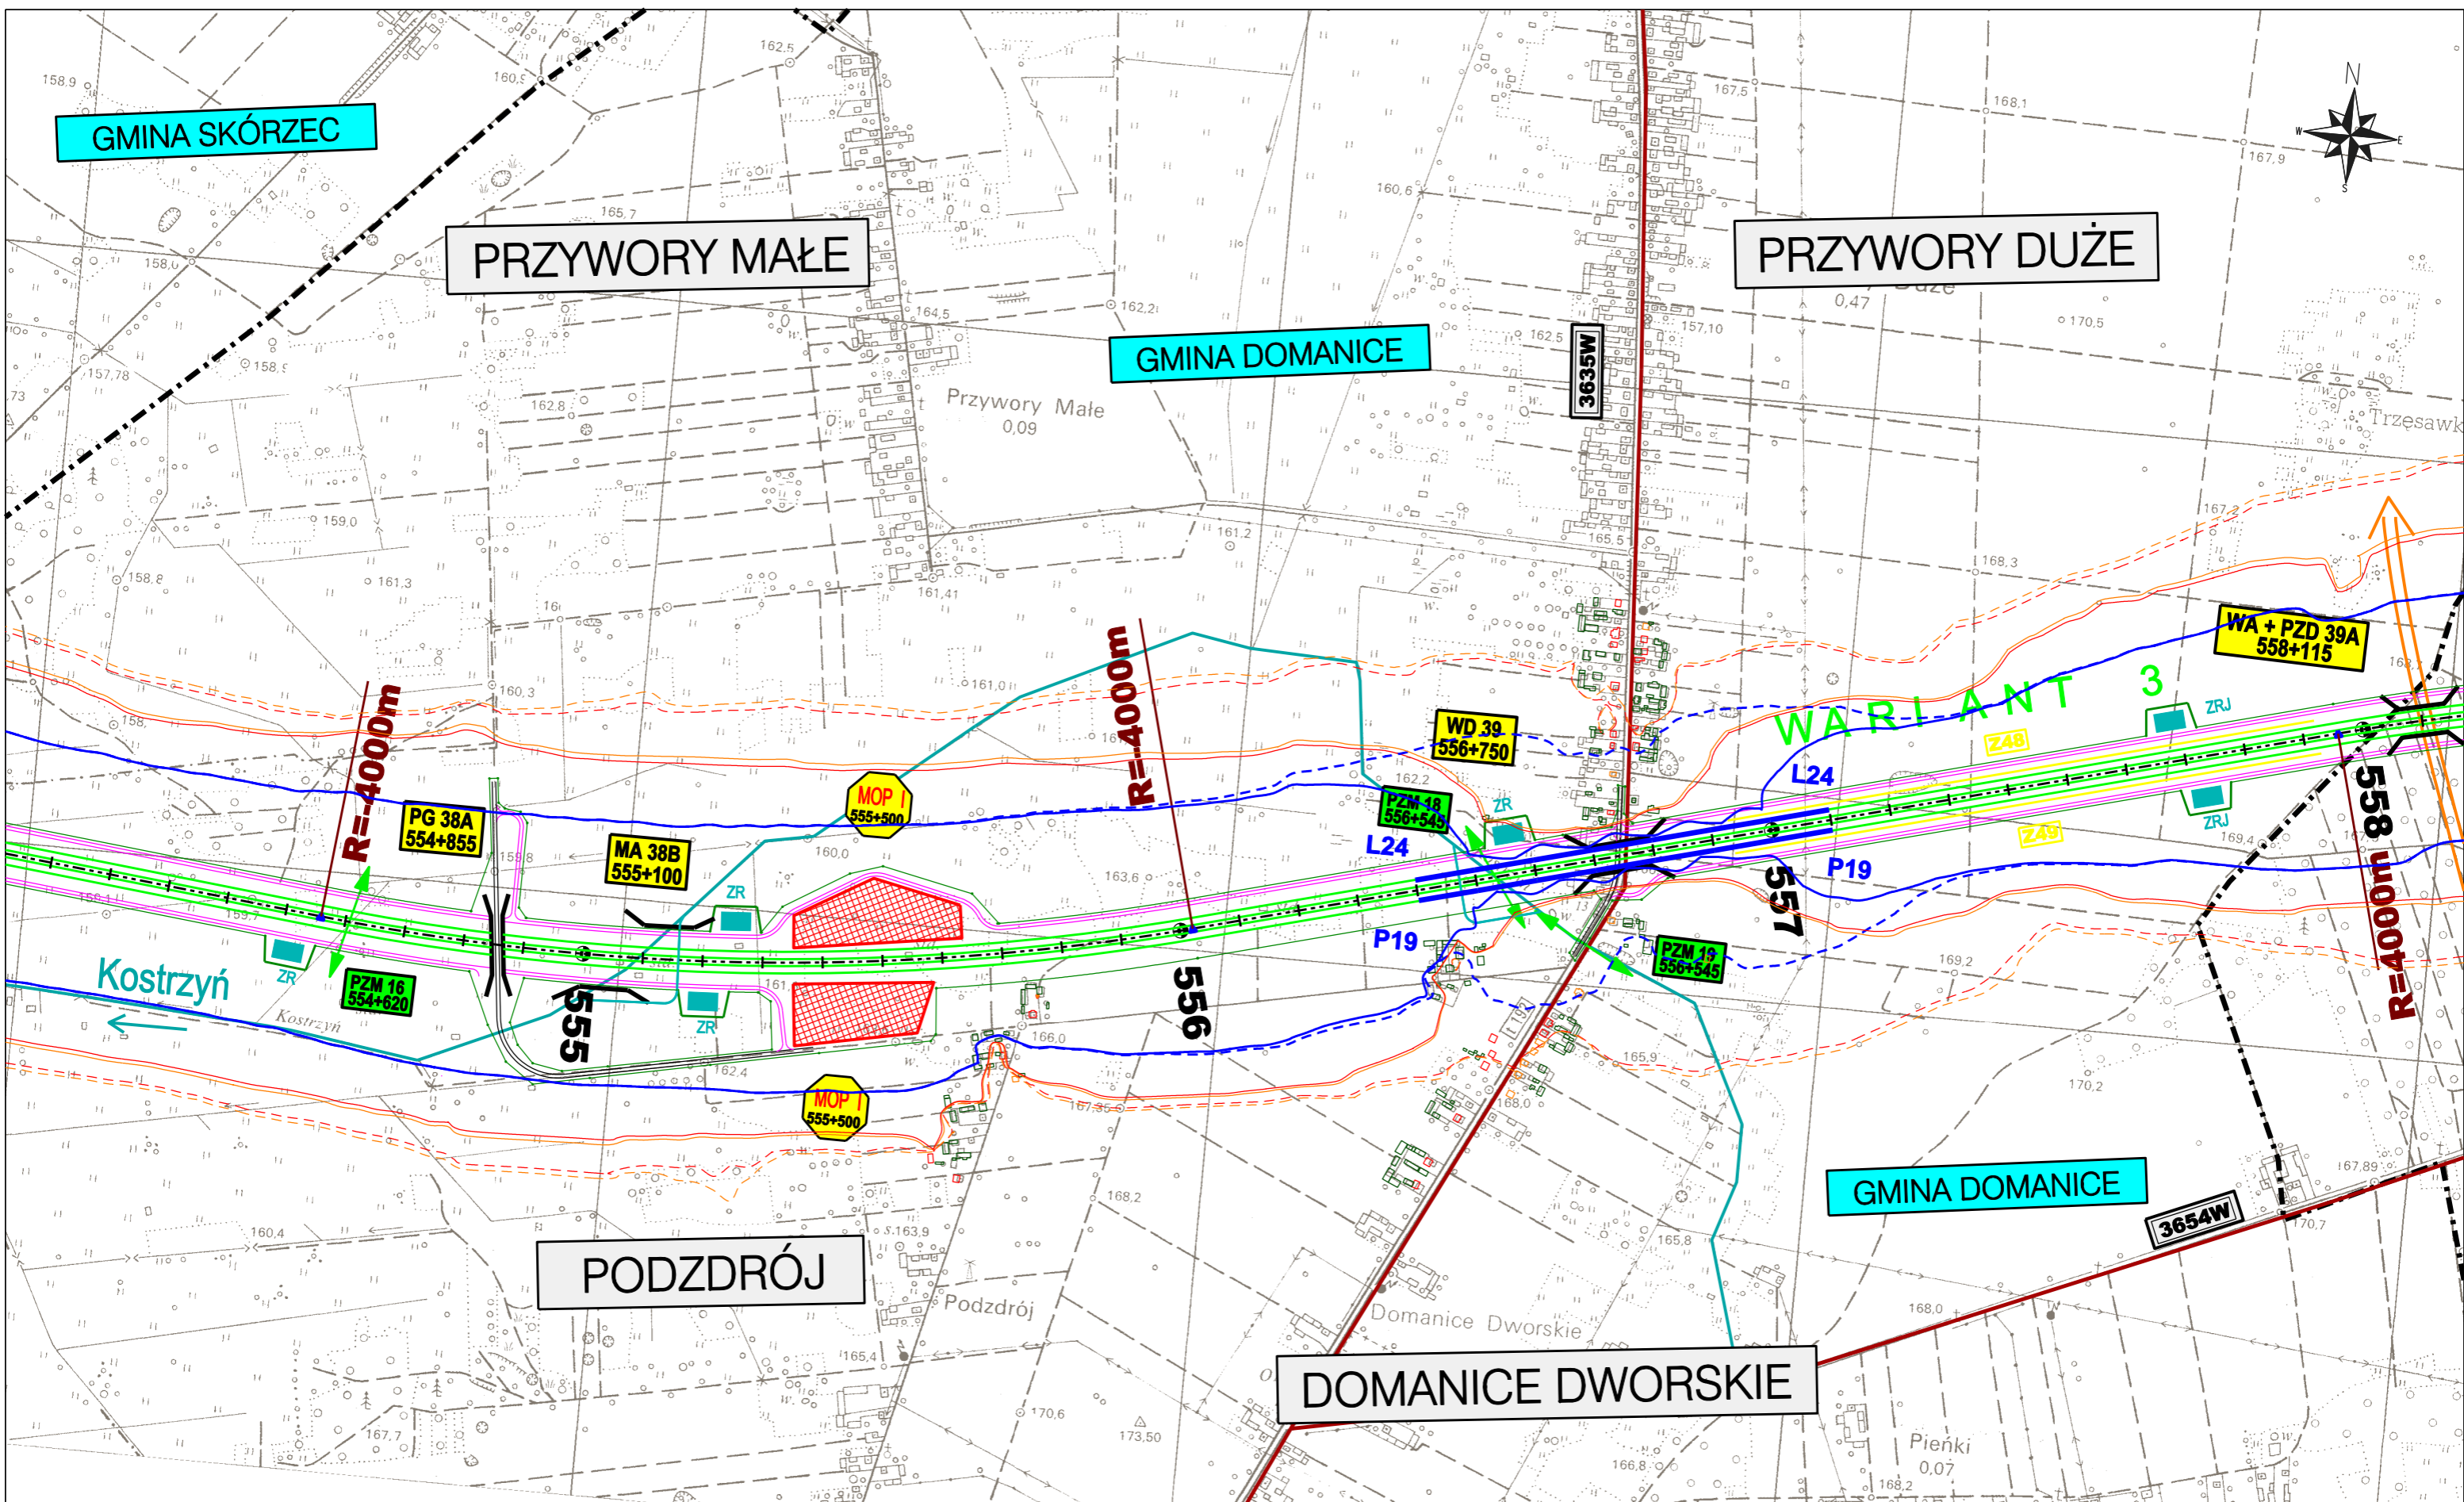 GMINA SKÓRZEC
PRZYWORY MAŁE
PRZYWORY DUŻE
GMINA DOMANICE
3635W
Przywory Małe
0,09
0,47
N
W
E
S
158,9
162,5
167,5
168,1
167,9
160,6
165,7
164,5
162,2
162,5
157,10
170,5
157,78
162,8
159,0
158,8
161,3
161,41
161.2
165,5
168,3
160,3
161,0
162,2
R=-4000m
R=-4000m
R=4000m
PG 38A
554+855
MA 38B
555+100
MOP I
555+500
WD 39
556+750
PZM 18
556+545
WA + PZD 39A
558+115
WARIANT 3
ZRJ
ZRJ
Z48
Z49
L24
L24
P19
P19
ZR
ZR
ZR
ZR
160,0
163,6
159,7
PZM 16
554+620
PZM 19
556+545
Kostrzyń
Kostrzyń
555
556
557
558
MOP I
555+500
166,0
162,4
167,35
169,4
169,2
165,9
170,2
168,0
168,2
160,4
163,9
165,8
GMINA DOMANICE
3654W
167,89
170,7
PODZDRÓJ
Podzdrój
Domanice Dworskie
DOMANICE DWORSKIE
165,4
168,0
170,6
173,50
167,7
166,8
Pieńki
0,07
168,2